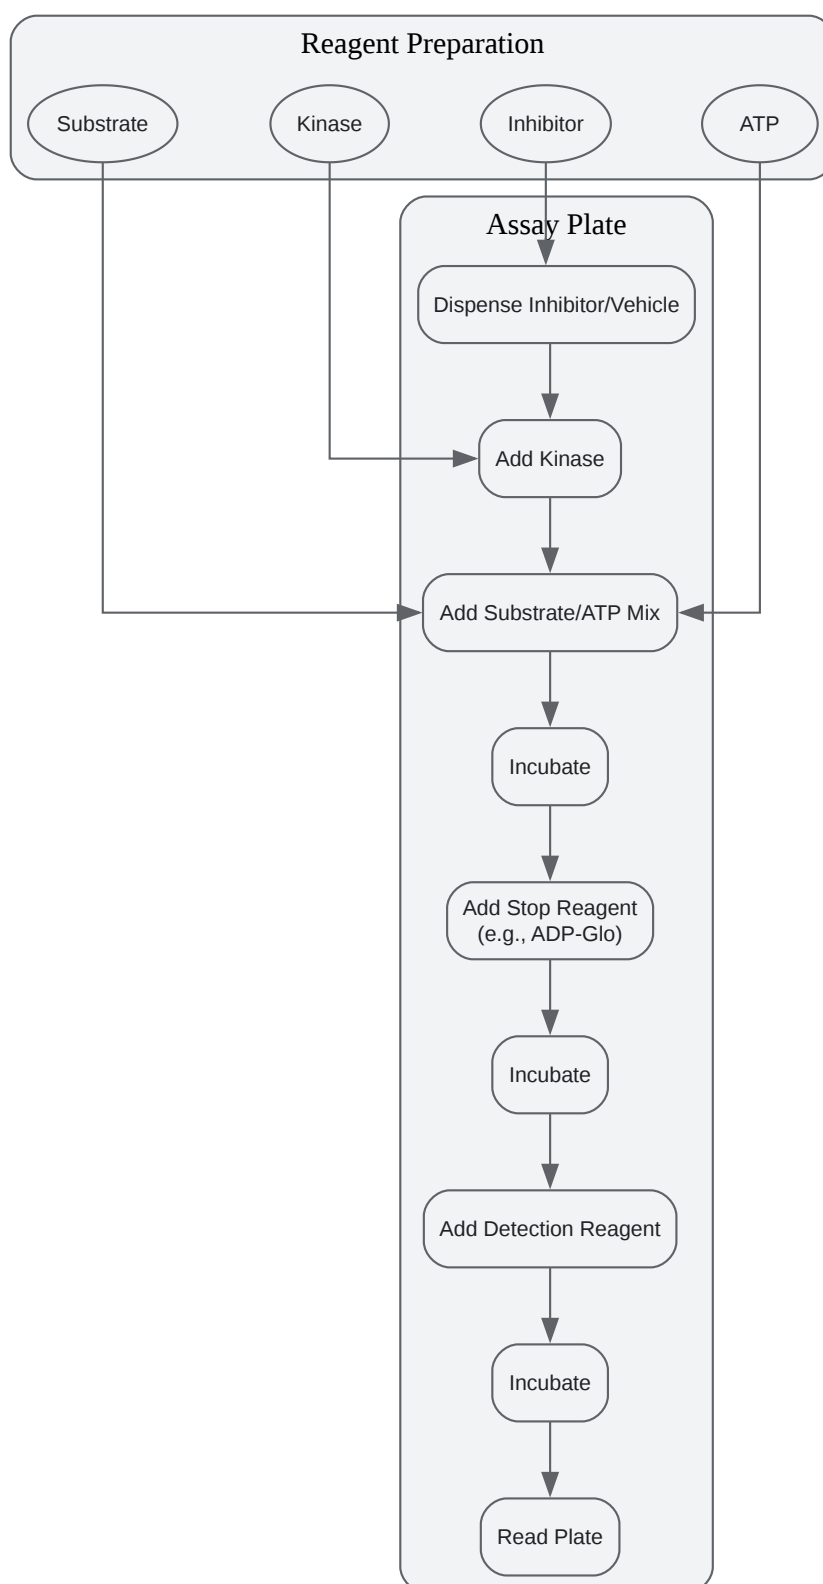 Reagent Preparation
Substrate
Kinase
Inhibitor
ATP
Assay Plate
Dispense Inhibitor/Vehicle
Add Kinase
Add Substrate/ATP Mix
Incubate
Add Stop Reagent
(e.g., ADP-Glo)
Incubate
Add Detection Reagent
Incubate
Read Plate